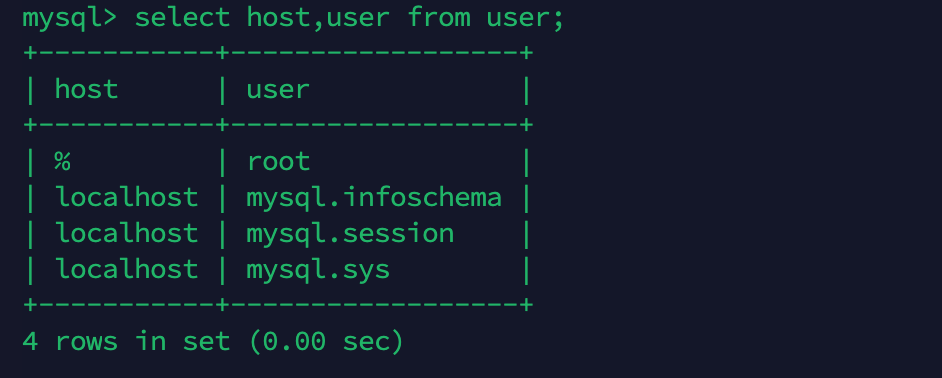 mysql> select host,user from user;
+-----------+------------------+
| host      | user             |
+-----------+------------------+
| %         | root             |
| localhost | mysql.infoschema |
| localhost | mysql.session    |
| localhost | mysql.sys        |
+-----------+------------------+
4 rows in set (0.00 sec)